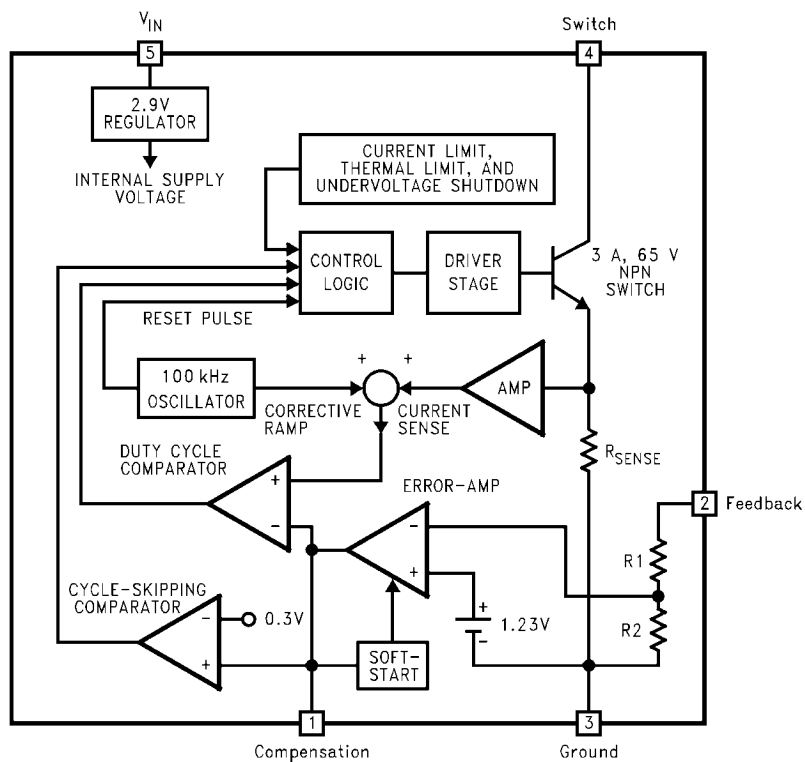 V_IN
Switch
5
4
2.9V
REGULATOR
INTERNAL SUPPLY
VOLTAGE
CURRENT LIMIT,
THERMAL LIMIT, AND
UNDERVOLTAGE SHUTDOWN
CONTROL
LOGIC
DRIVER
STAGE
3 A, 65 V
NPN
SWITCH
RESET PULSE
100 kHz
OSCILLATOR
+
+
AMP
CORRECTIVE
RAMP
CURRENT
SENSE
DUTY CYCLE
COMPARATOR
R_SENSE
+
−
ERROR-AMP
−
+
2
Feedback
R1
R2
CYCLE-SKIPPING
COMPARATOR
−
0.3V
+
SOFT-
START
+
1.23V
−
1
3
Compensation
Ground